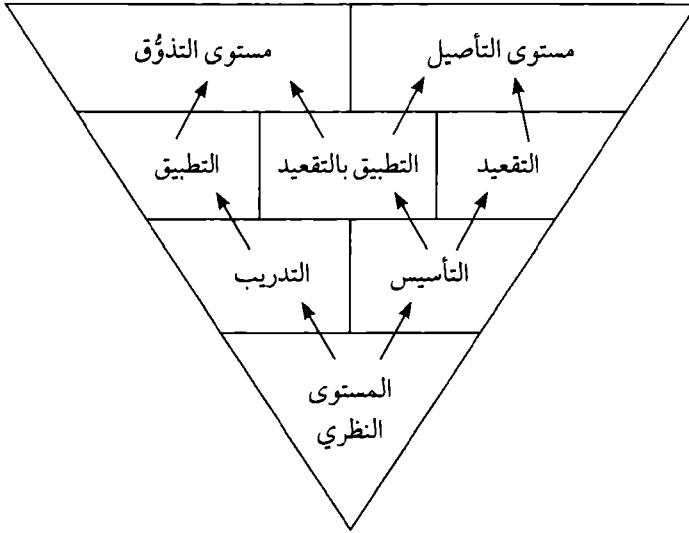 مستوى التأصيل
مستوى التذوُّق
التقعيد
التطبيق بالتقعيد
التطبيق
التأسيس
التدريب
المستوى
النظري